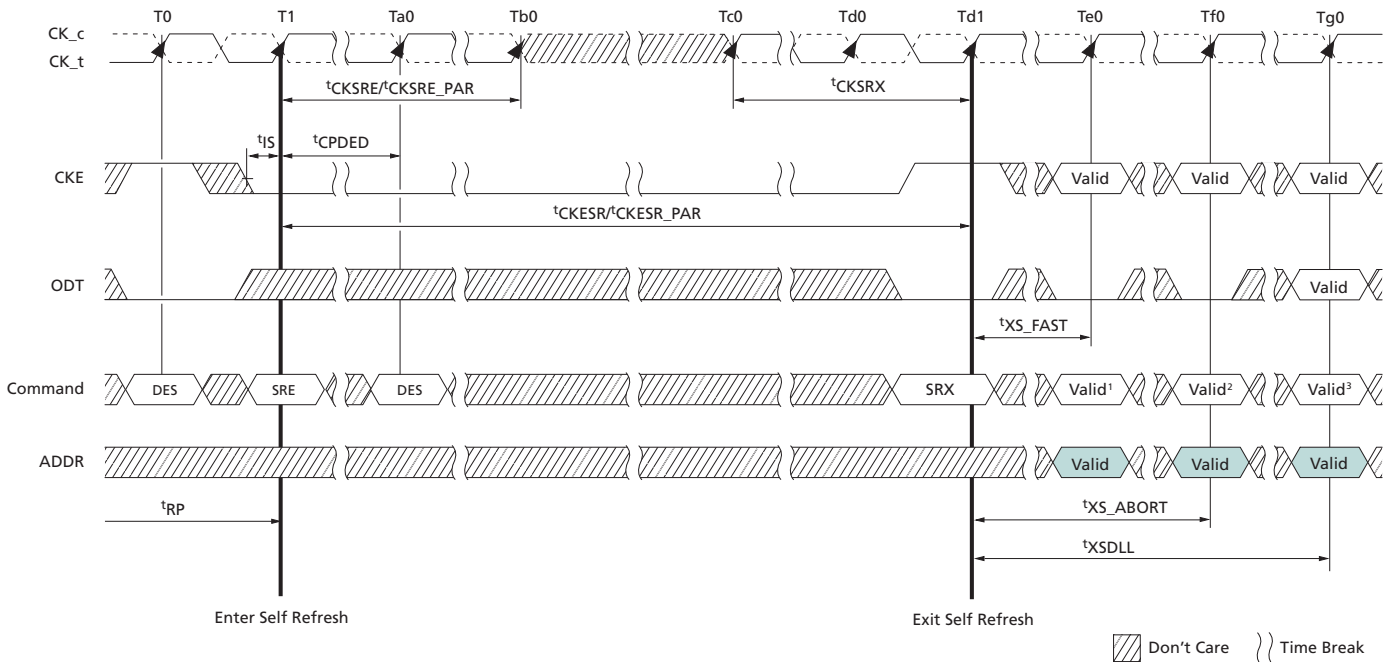 T0 T1 Ta0 Tb0 Tc0 Td0 Td1 Te0 Tf0 Tg0
CK_c
CK_t
tCKSRE/tCKSRE_PAR tCKSRX
tIS tCPDED
CKE Valid Valid Valid
tCKESR/tCKESR_PAR
ODT Valid
tXS_FAST
Command DES SRE DES SRX Valid1 Valid2 Valid3
ADDR Valid Valid Valid
tRP tXS_ABORT
tXSDLL
Enter Self Refresh Exit Self Refresh
Don't Care Time Break